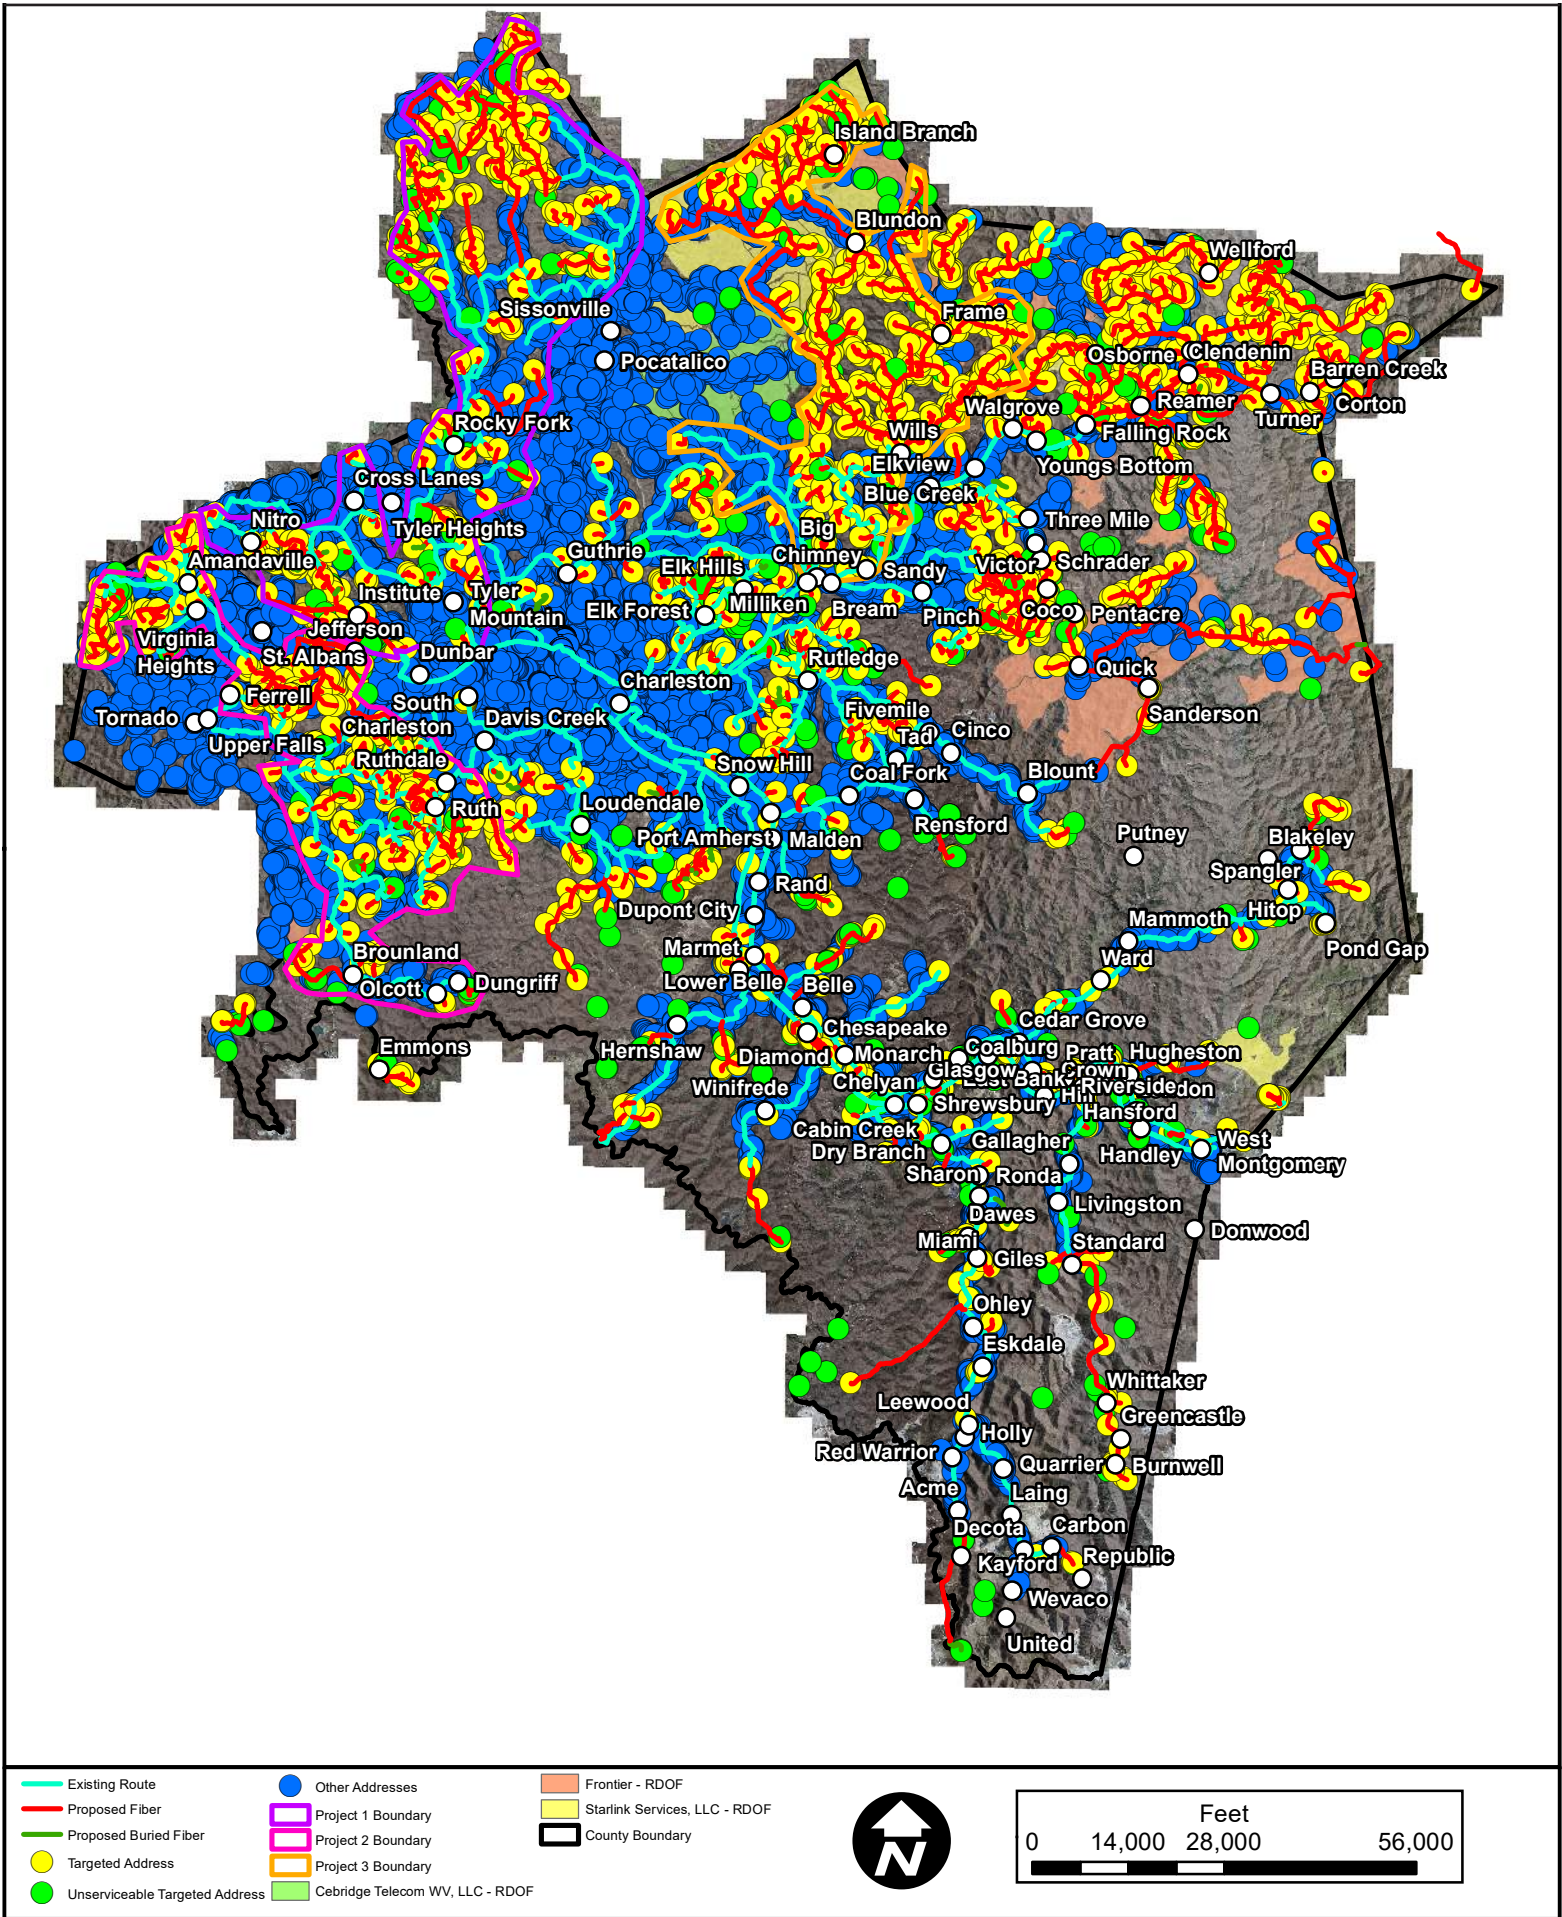 Island Branch
Blundon
Wellford
Sissonville
Frame
Pocatalico
Osborne
Clendenin
Barren Creek
Rocky Fork
Walgrove
Reamer
Turner
Corton
Wills
Falling Rock
Cross Lanes
Elkview
Youngs Bottom
Blue Creek
Nitro
Tyler Heights
Big
Chimney
Three Mile
Amandaville
Guthrie
Elk Hills
Sandy
Victor
Schrader
Institute
Tyler
Mountain
Elk Forest
Milliken
Bream
Pinch
Coco
Pentacre
Virginia
Heights
Jefferson
St. Albans
Dunbar
Rutledge
Quick
Ferrell
South
Charleston
Charleston
Fivemile
Sanderson
Tornado
Davis Creek
Tad
Cinco
Upper Falls
Ruthdale
Snow Hill
Coal Fork
Blount
Ruth
Loudendale
Rensford
Putney
Blakeley
Port Amherst
Malden
Spangler
Rand
Dupont City
Mammoth
Hitop
Marmet
Pond Gap
Brounland
Ward
Olcott
Dungriff
Lower Belle
Belle
Emmons
Hernshaw
Chesapeake
Cedar Grove
Diamond
Monarch
Coalburg
Pratt
Hugheston
Winifrede
Chelyan
Glasgow
East Bank
Crown
Hill
Riverside
Shrewsbury
Hansford
Cabin Creek
Dry Branch
Gallagher
Handley
West
Montgomery
Sharon
Ronda
Dawes
Livingston
Donwood
Miami
Giles
Standard
Ohley
Eskdale
Whittaker
Leewood
Greencastle
Holly
Red Warrior
Quarrier
Burnwell
Acme
Laing
Decota
Carbon
Kayford
Republic
Wevaco
United
Existing Route
Proposed Fiber
Proposed Buried Fiber
Targeted Address
Unserviceable Targeted Address
Other Addresses
Project 1 Boundary
Project 2 Boundary
Project 3 Boundary
Cebridge Telecom WV, LLC - RDOF
Frontier - RDOF
Starlink Services, LLC - RDOF
County Boundary
N
Feet
0 14,000 28,000 56,000